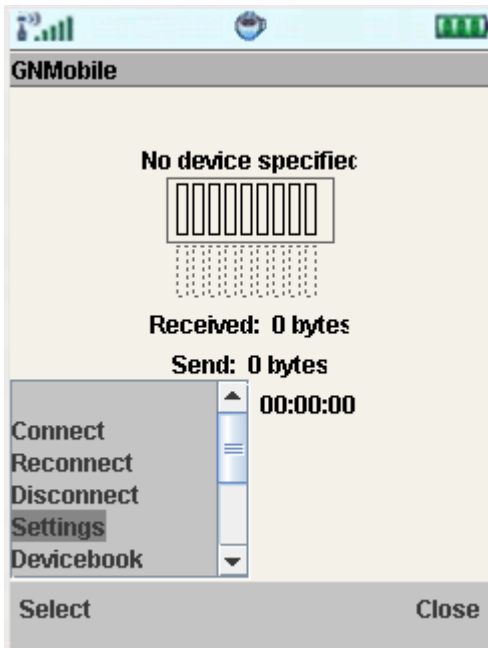 GNMobile
No device specified
Received: 0 bytes
Send: 0 bytes
00:00:00
Connect
Reconnect
Disconnect
Settings
Devicebook
Select
Close